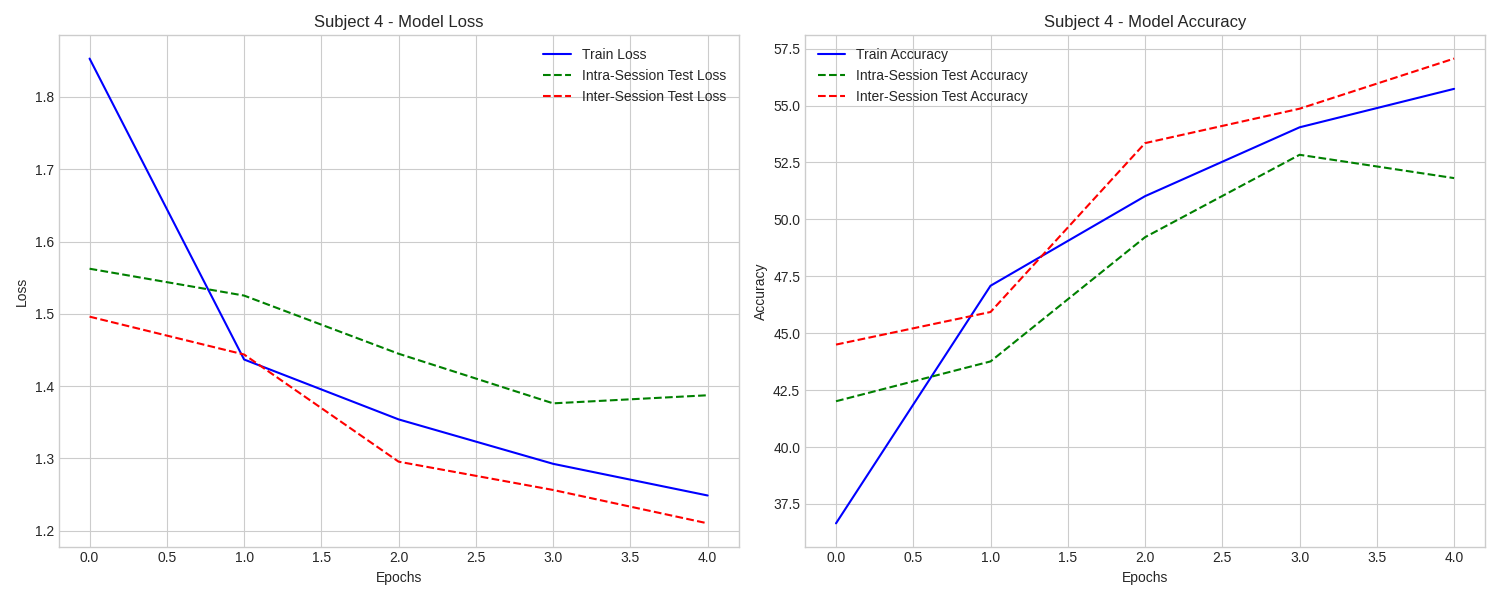 Subject 4 - Model Loss
Train Loss
Intra-Session Test Loss
Inter-Session Test Loss
Loss
1.8
1.7
1.6
1.5
1.4
1.3
1.2
0.0 0.5 1.0 1.5 2.0 2.5 3.0 3.5 4.0
Epochs
Subject 4 - Model Accuracy
Train Accuracy
Intra-Session Test Accuracy
Inter-Session Test Accuracy
Accuracy
57.5
55.0
52.5
50.0
47.5
45.0
42.5
40.0
37.5
0.0 0.5 1.0 1.5 2.0 2.5 3.0 3.5 4.0
Epochs